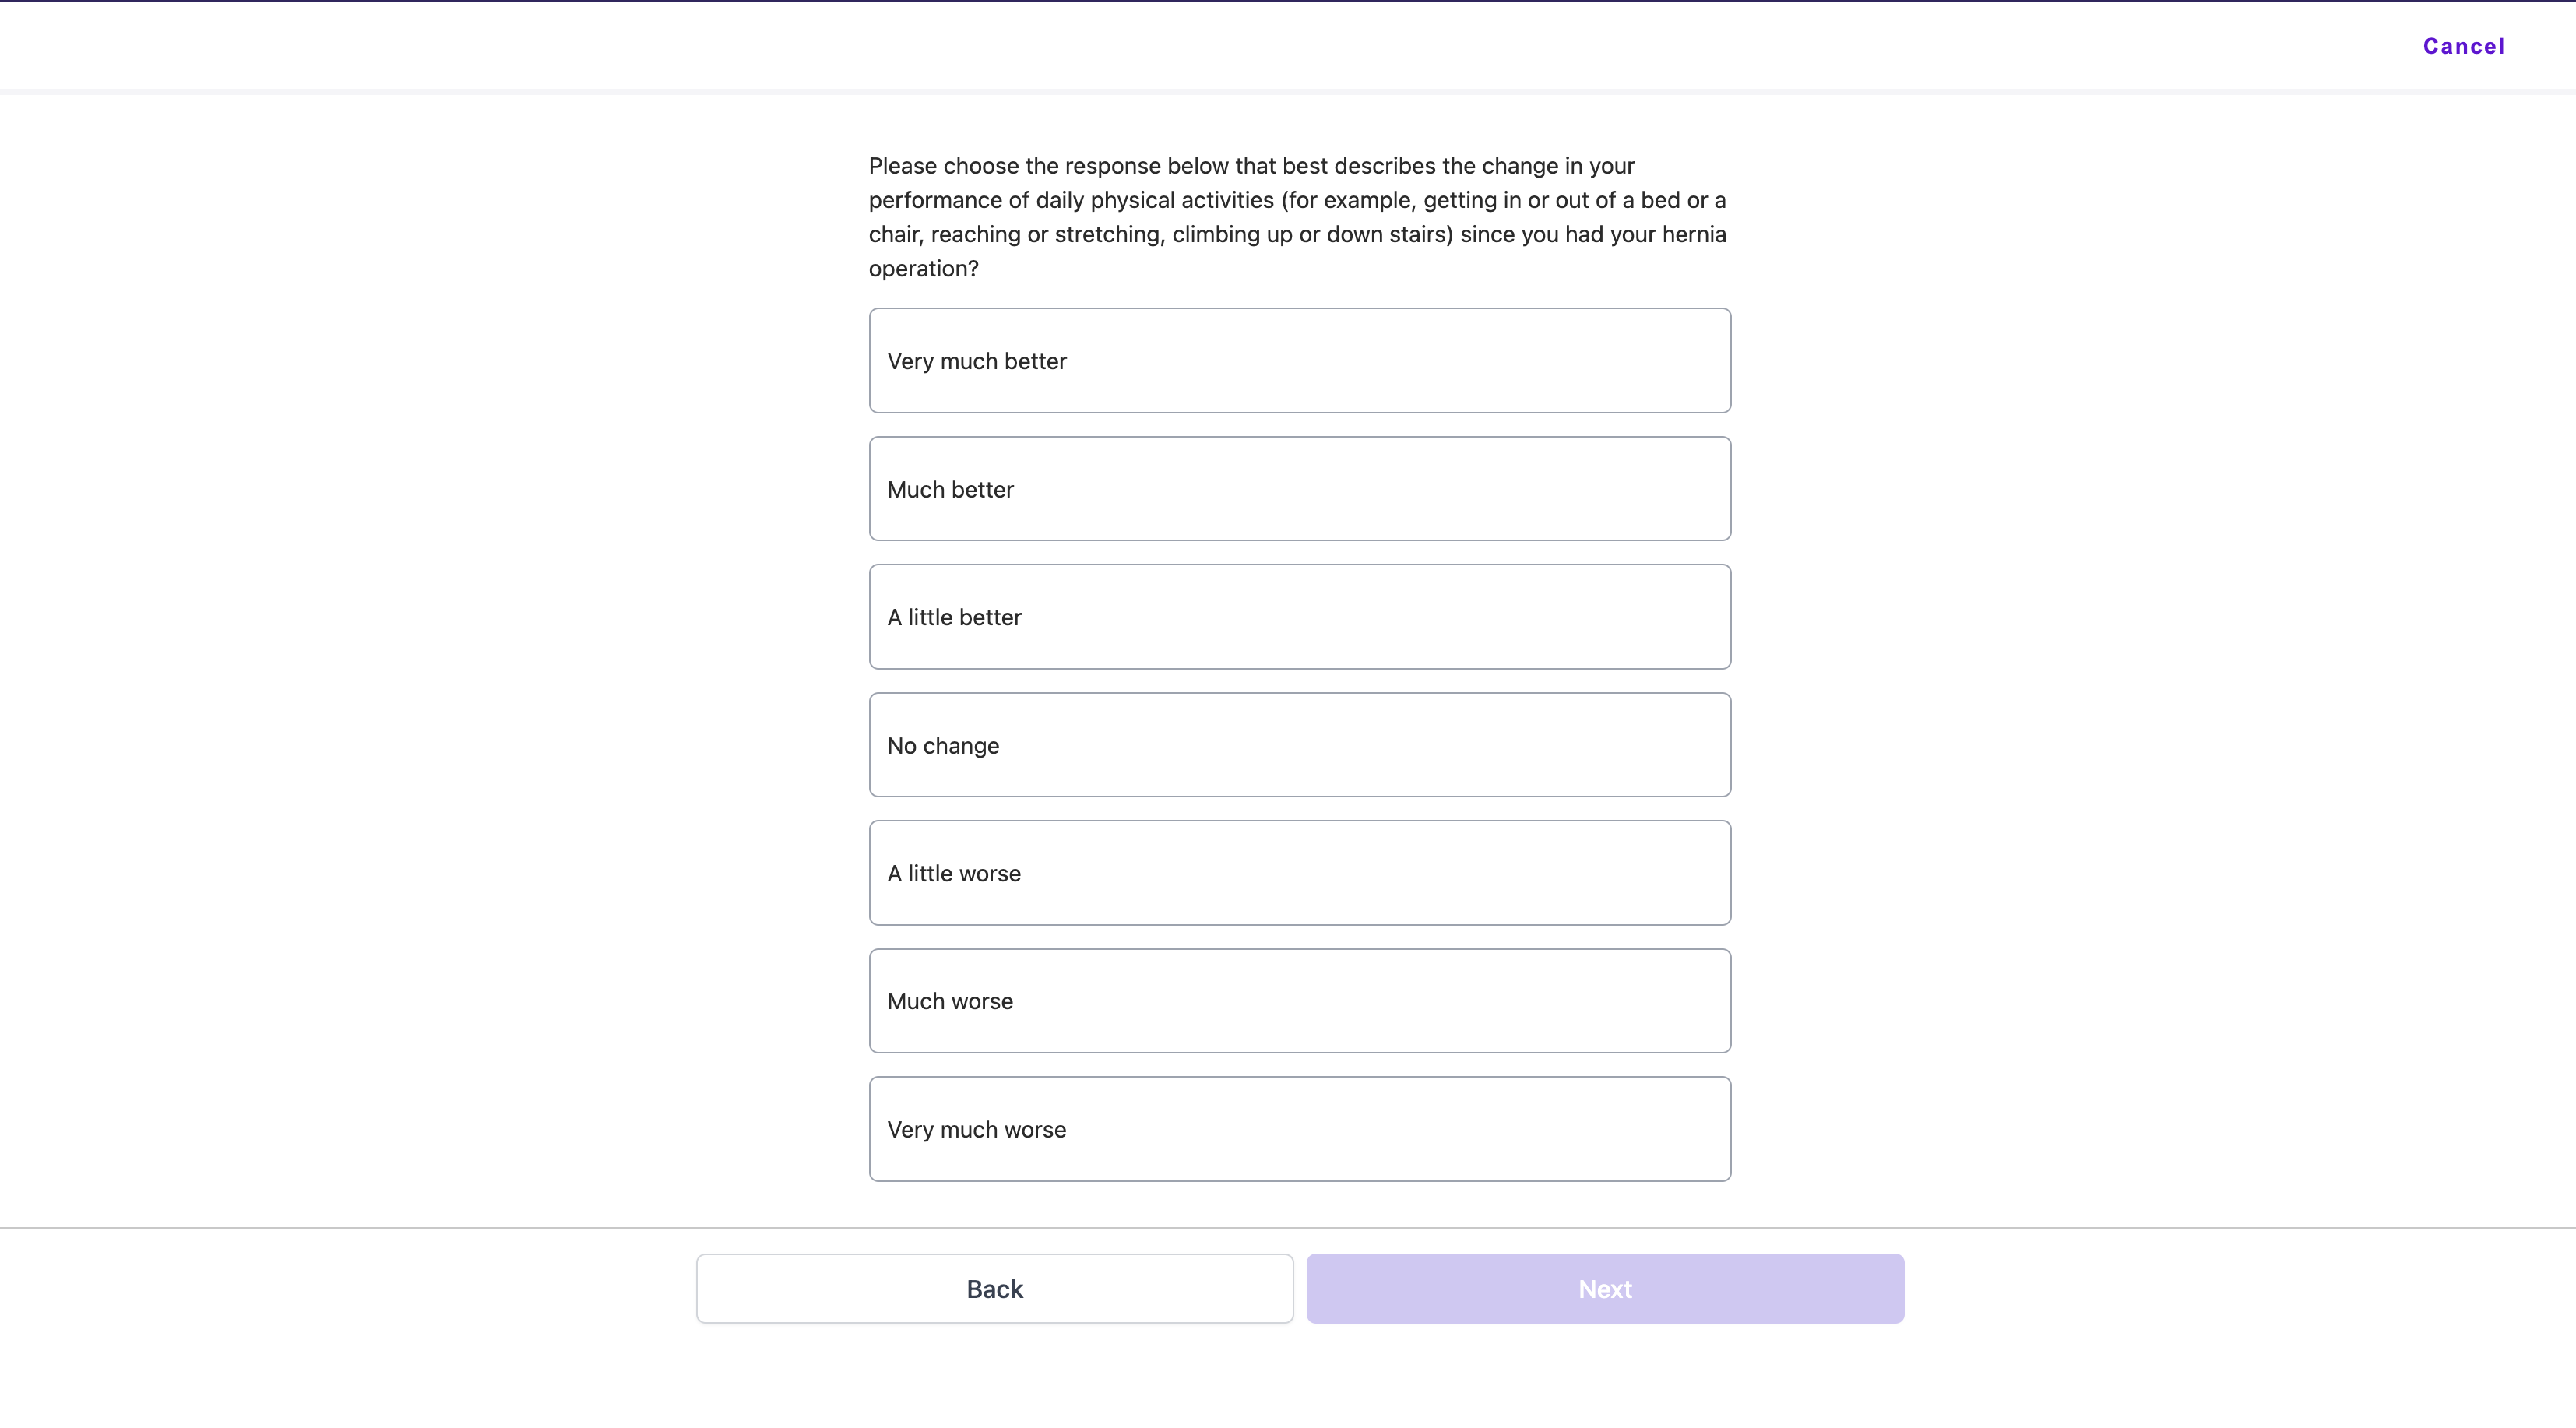 Cancel
Please choose the response below that best describes the change in your
performance of daily physical activities (for example, getting in or out of a bed or a
chair, reaching or stretching, climbing up or down stairs) since you had your hernia
operation?
Very much better
Much better
A little better
No change
A little worse
Much worse
Very much worse
Back
Next